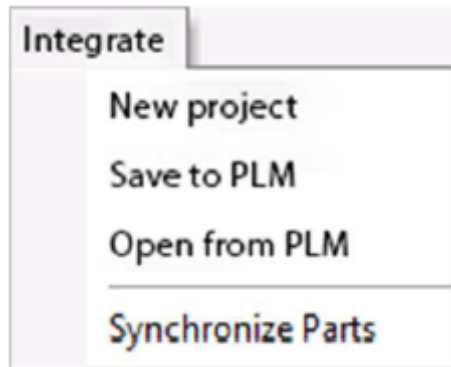 Integrate
New project
Save to PLM
Open from PLM
Synchronize Parts